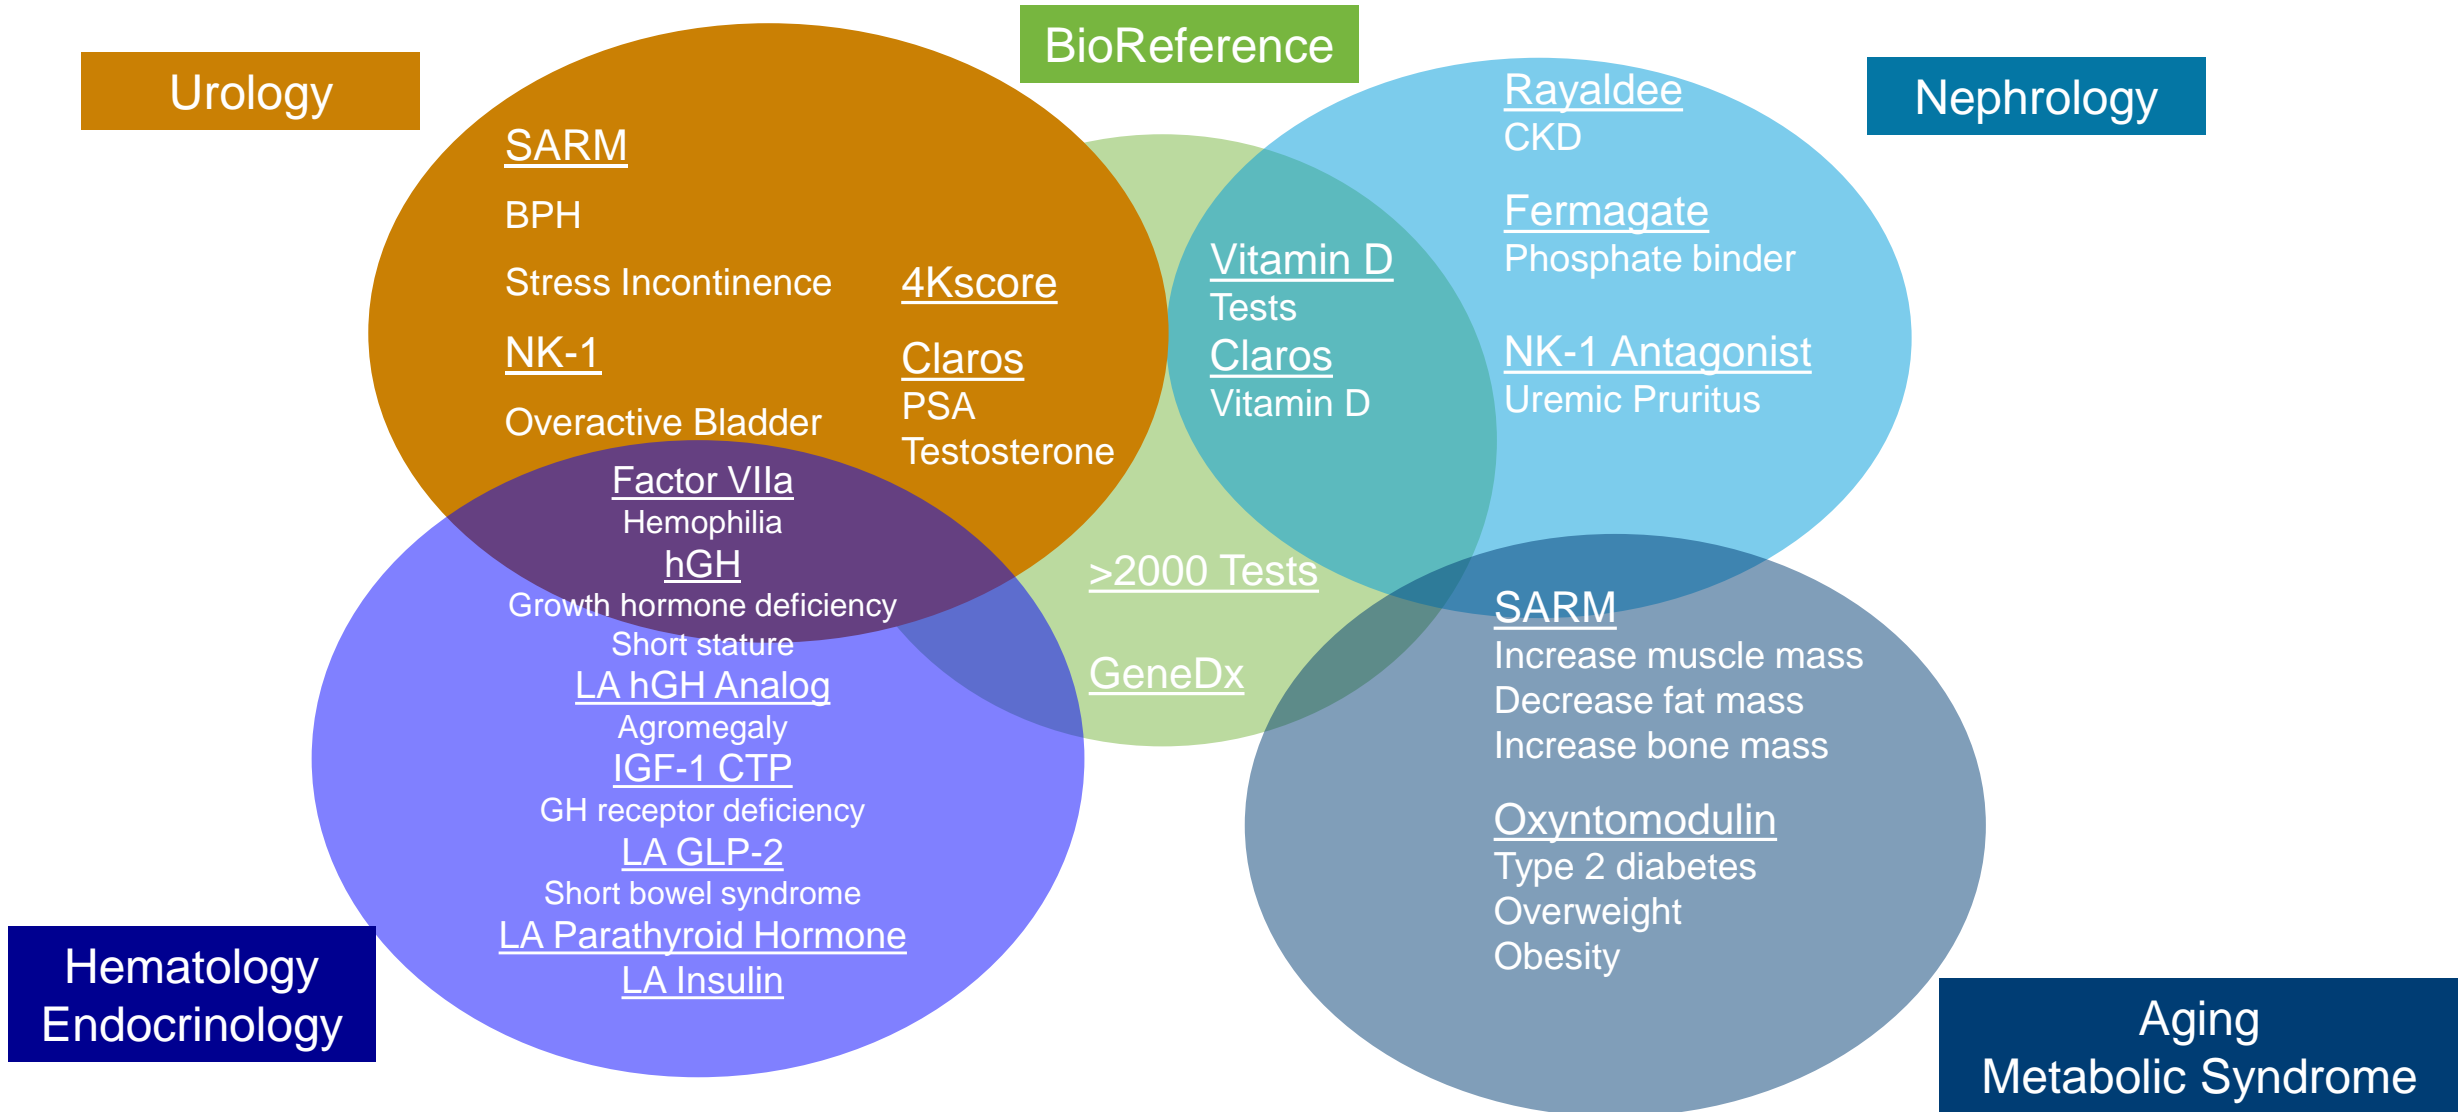 Urology
BioReference
Nephrology
SARM
BPH
Stress Incontinence
NK-1
Overactive Bladder
4Kscore
Claros
PSA
Testosterone
Vitamin D
Tests
Claros
Vitamin D
Rayaldee
CKD
Fermagate
Phosphate binder
NK-1 Antagonist
Uremic Pruritus
Factor VIIa
Hemophilia
hGH
Growth hormone deficiency
Short stature
LA hGH Analog
Agromegaly
IGF-1 CTP
GH receptor deficiency
LA GLP-2
Short bowel syndrome
LA Parathyroid Hormone
LA Insulin
>2000 Tests
GeneDx
SARM
Increase muscle mass
Decrease fat mass
Increase bone mass
Oxyntomodulin
Type 2 diabetes
Overweight
Obesity
Hematology
Endocrinology
Aging
Metabolic Syndrome